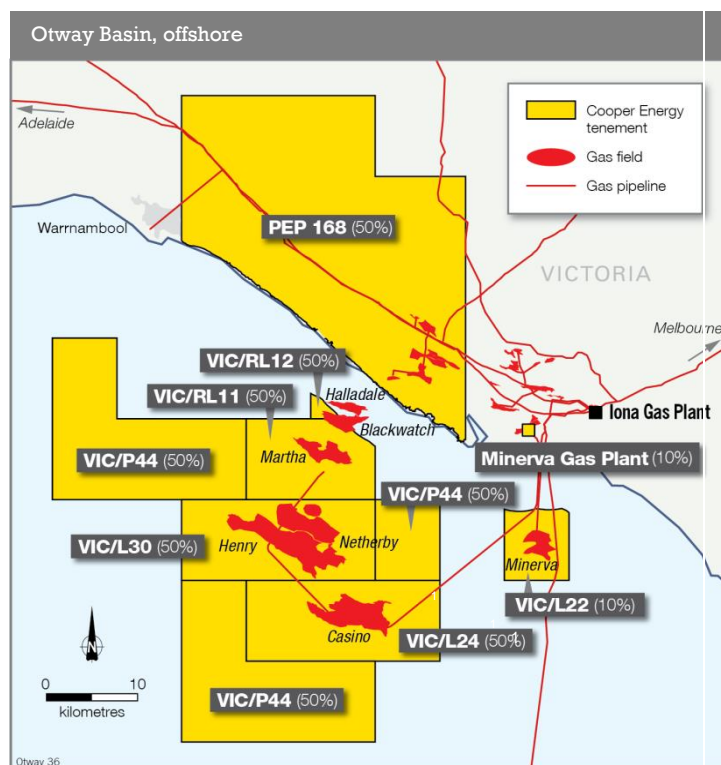 Otway Basin, offshore
Cooper Energy
tenement
Gas field
Gas pipeline
Adelaide
Warrnambool
PEP 168 (50%)
VICTORIA
Melbourne
VIC/RL12 (50%)
VIC/RL11 (50%)
Halladale
Blackwatch
Iona Gas Plant
Martha
Minerva Gas Plant (10%)
VIC/P44 (50%)
VIC/P44 (50%)
VIC/L30 (50%)
Henry
Netherby
Minerva
VIC/L22 (10%)
Casino
VIC/L24 (50%)
N
0 10
kilometres
VIC/P44 (50%)
Otway 36